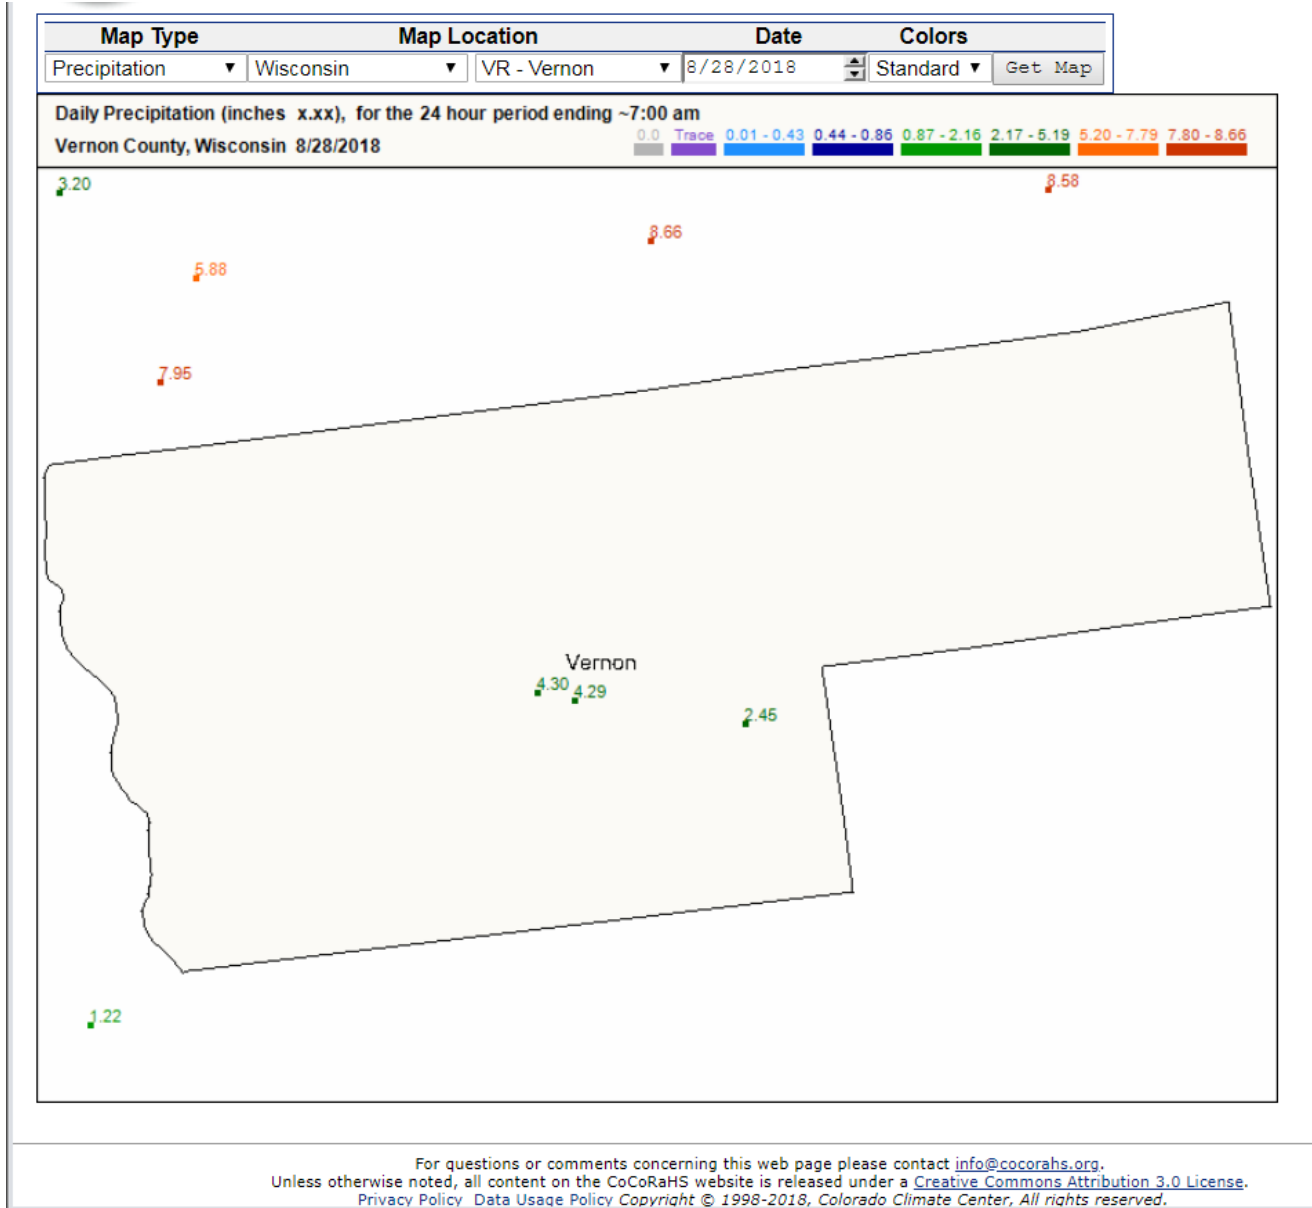 Map Type Map Location Date Colors
Precipitation Wisconsin VR - Vernon 8/28/2018 Standard Get Map
Daily Precipitation (inches x.xx), for the 24 hour period ending ~7:00 am
0.0 Trace 0.01 - 0.43 0.44 - 0.86 0.87 - 2.16 2.17 - 5.19 5.20 - 7.79 7.80 - 8.66
Vernon County, Wisconsin 8/28/2018
3.20
8.58
8.66
5.88
7.95
Vernon
4.30
4.29
2.45
1.22
For questions or comments concerning this web page please contact info@cocorahs.org.
Unless otherwise noted, all content on the CoCoRaHS website is released under a Creative Commons Attribution 3.0 License.
Privacy Policy Data Usage Policy Copyright © 1998-2018, Colorado Climate Center, All rights reserved.